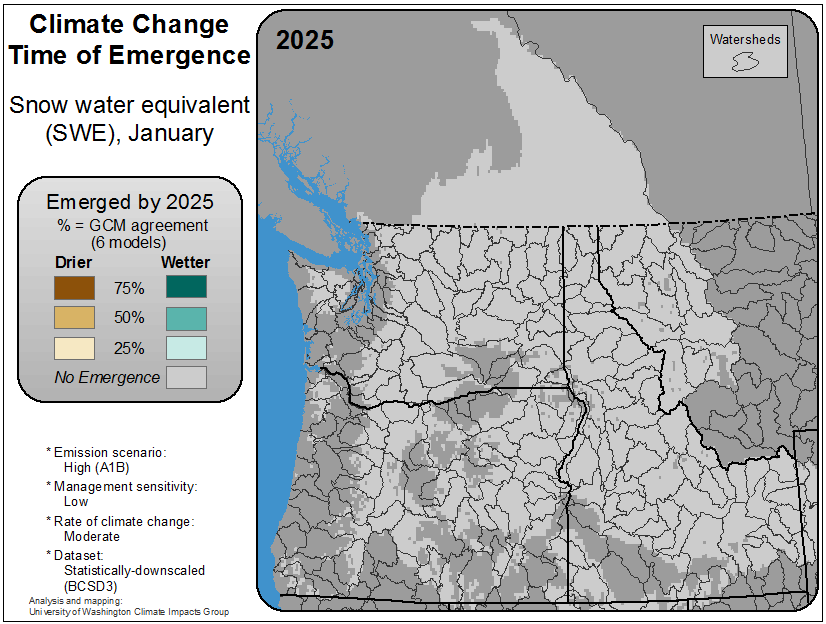 Climate Change
Time of Emergence
Snow water equivalent
(SWE), January
Emerged by 2025
% = GCM agreement
(6 models)
Drier Wetter
75%
50%
25%
No Emergence
* Emission scenario:
High (A1B)
* Management sensitivity:
Low
* Rate of climate change:
Moderate
* Dataset:
Statistically-downscaled
(BCSD3)
Analysis and mapping:
University of Washington Climate Impacts Group
2025
Watersheds